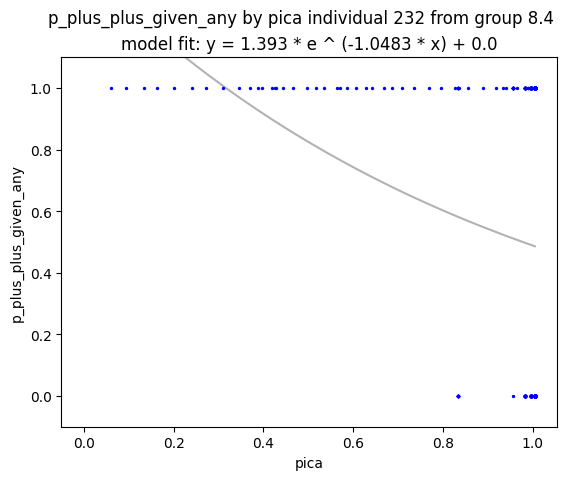 p_plus_plus_given_any by pica individual 232 from group 8.4
model fit: y = 1.393 * e ^ (-1.0483 * x) + 0.0
p_plus_plus_given_any
1.0
0.8
0.6
0.4
0.2
0.0
0.0 0.2 0.4 0.6 0.8 1.0
pica